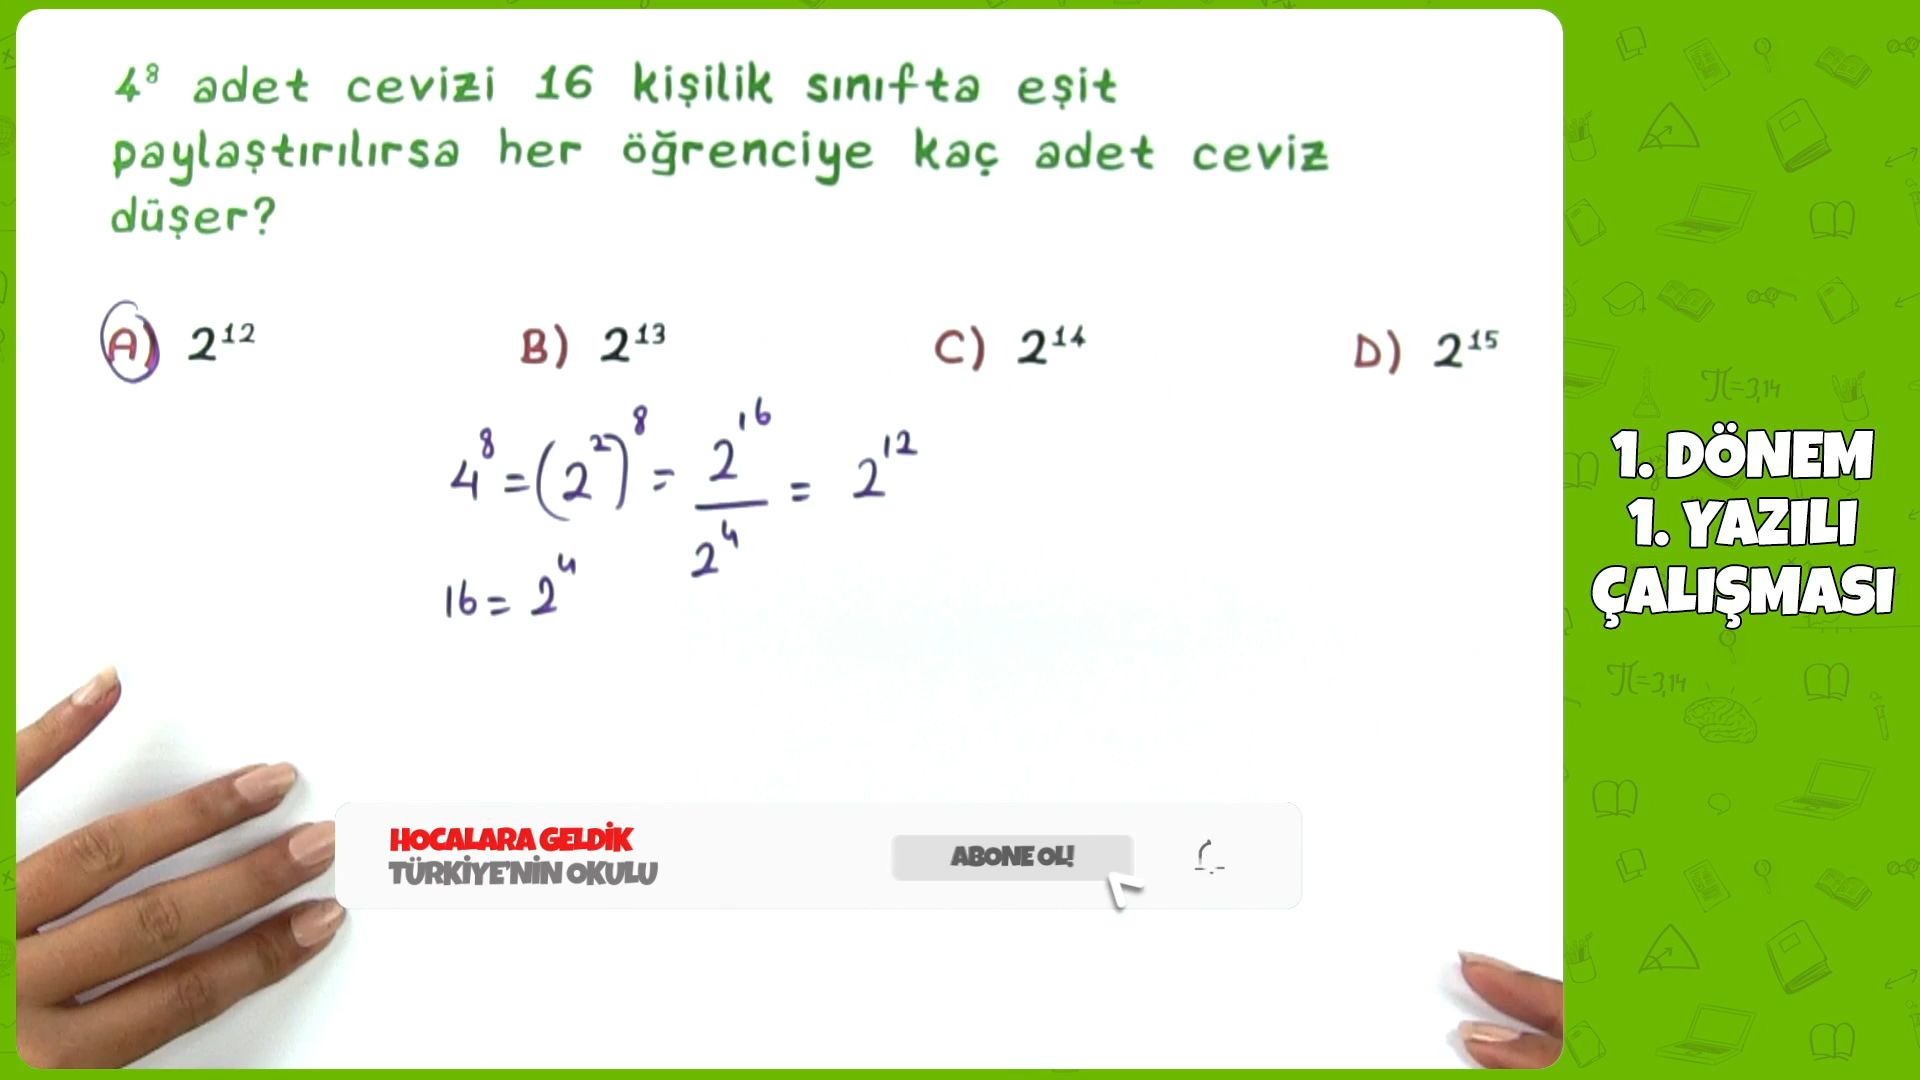 4⁸ adet cevizi 16 kişilik sınıfta eşit
paylaştırılırsa her öğrenciye kaç adet ceviz
düşer?
A) 2¹² B) 2¹³ C) 2¹⁴ D) 2¹⁵
4⁸ = (2²)⁸ = 2¹⁶ / 2⁴ = 2¹²
16 = 2⁴
1. DÖNEM
1. YAZILI
ÇALIŞMASI
HOCALARA GELDİK
TÜRKİYE'NİN OKULU
ABONE OL!
π=3,14
π=3,14